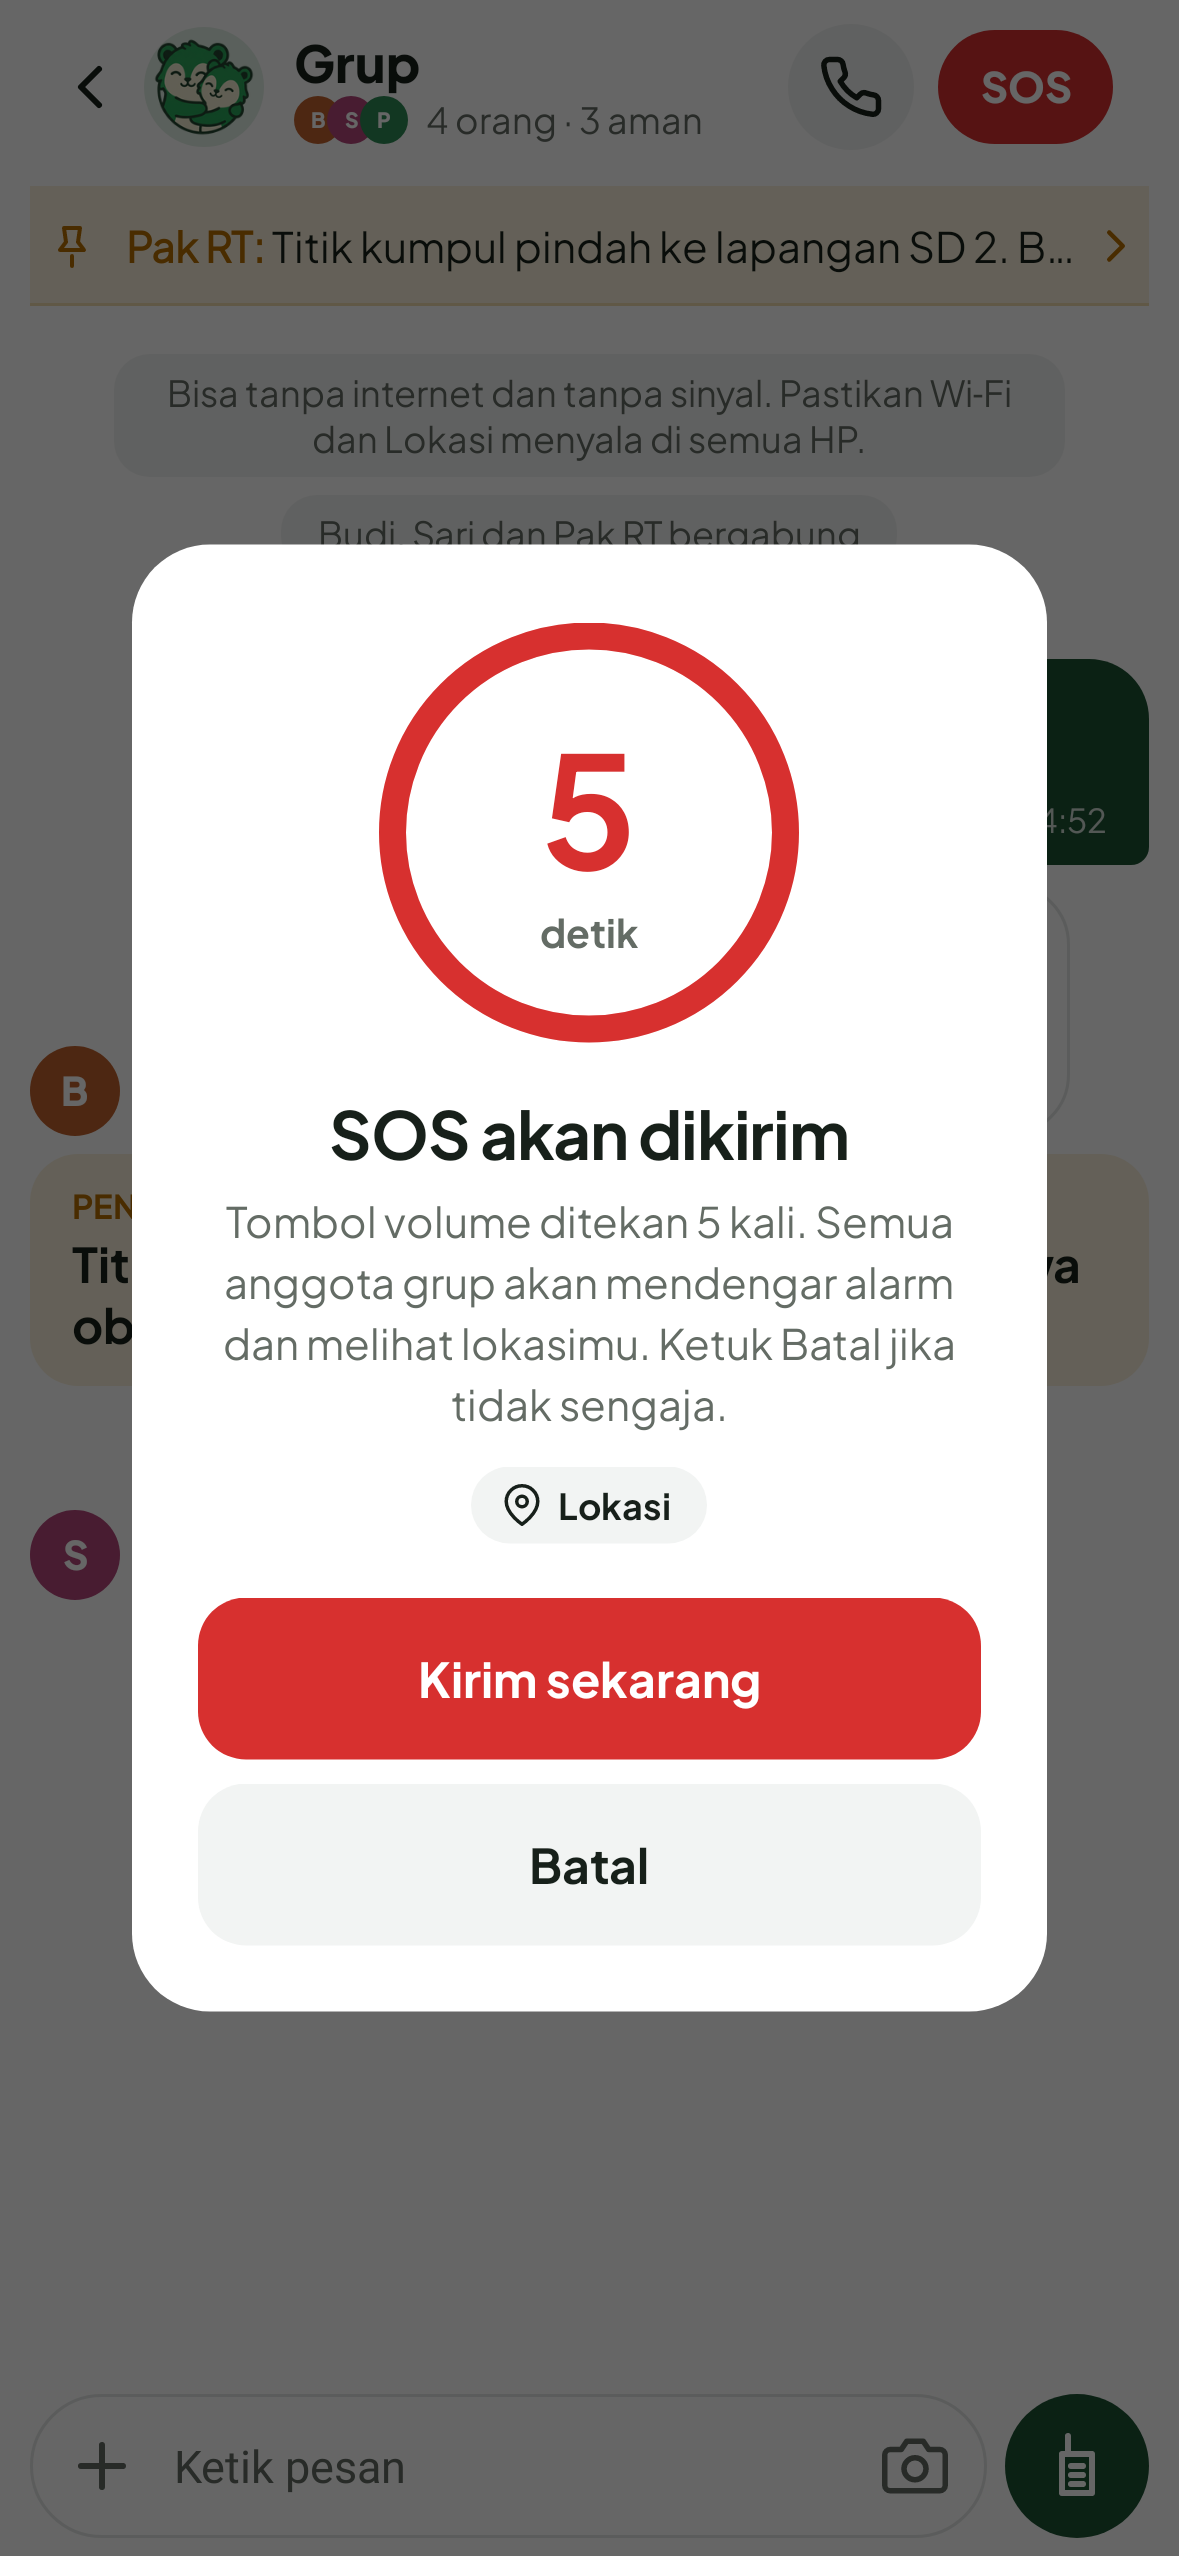 Grup
SOS
B S P 4 orang · 3 aman
Pak RT: Titik kumpul pindah ke lapangan SD 2. B...
Bisa tanpa internet dan tanpa sinyal. Pastikan Wi-Fi
dan Lokasi menyala di semua HP.
Budi, Sari dan Pak RT bergabung
5
detik
4:52
B
SOS akan dikirim
Tombol volume ditekan 5 kali. Semua
anggota grup akan mendengar alarm
dan melihat lokasimu. Ketuk Batal jika
tidak sengaja.
S
Lokasi
Kirim sekarang
Batal
Ketik pesan